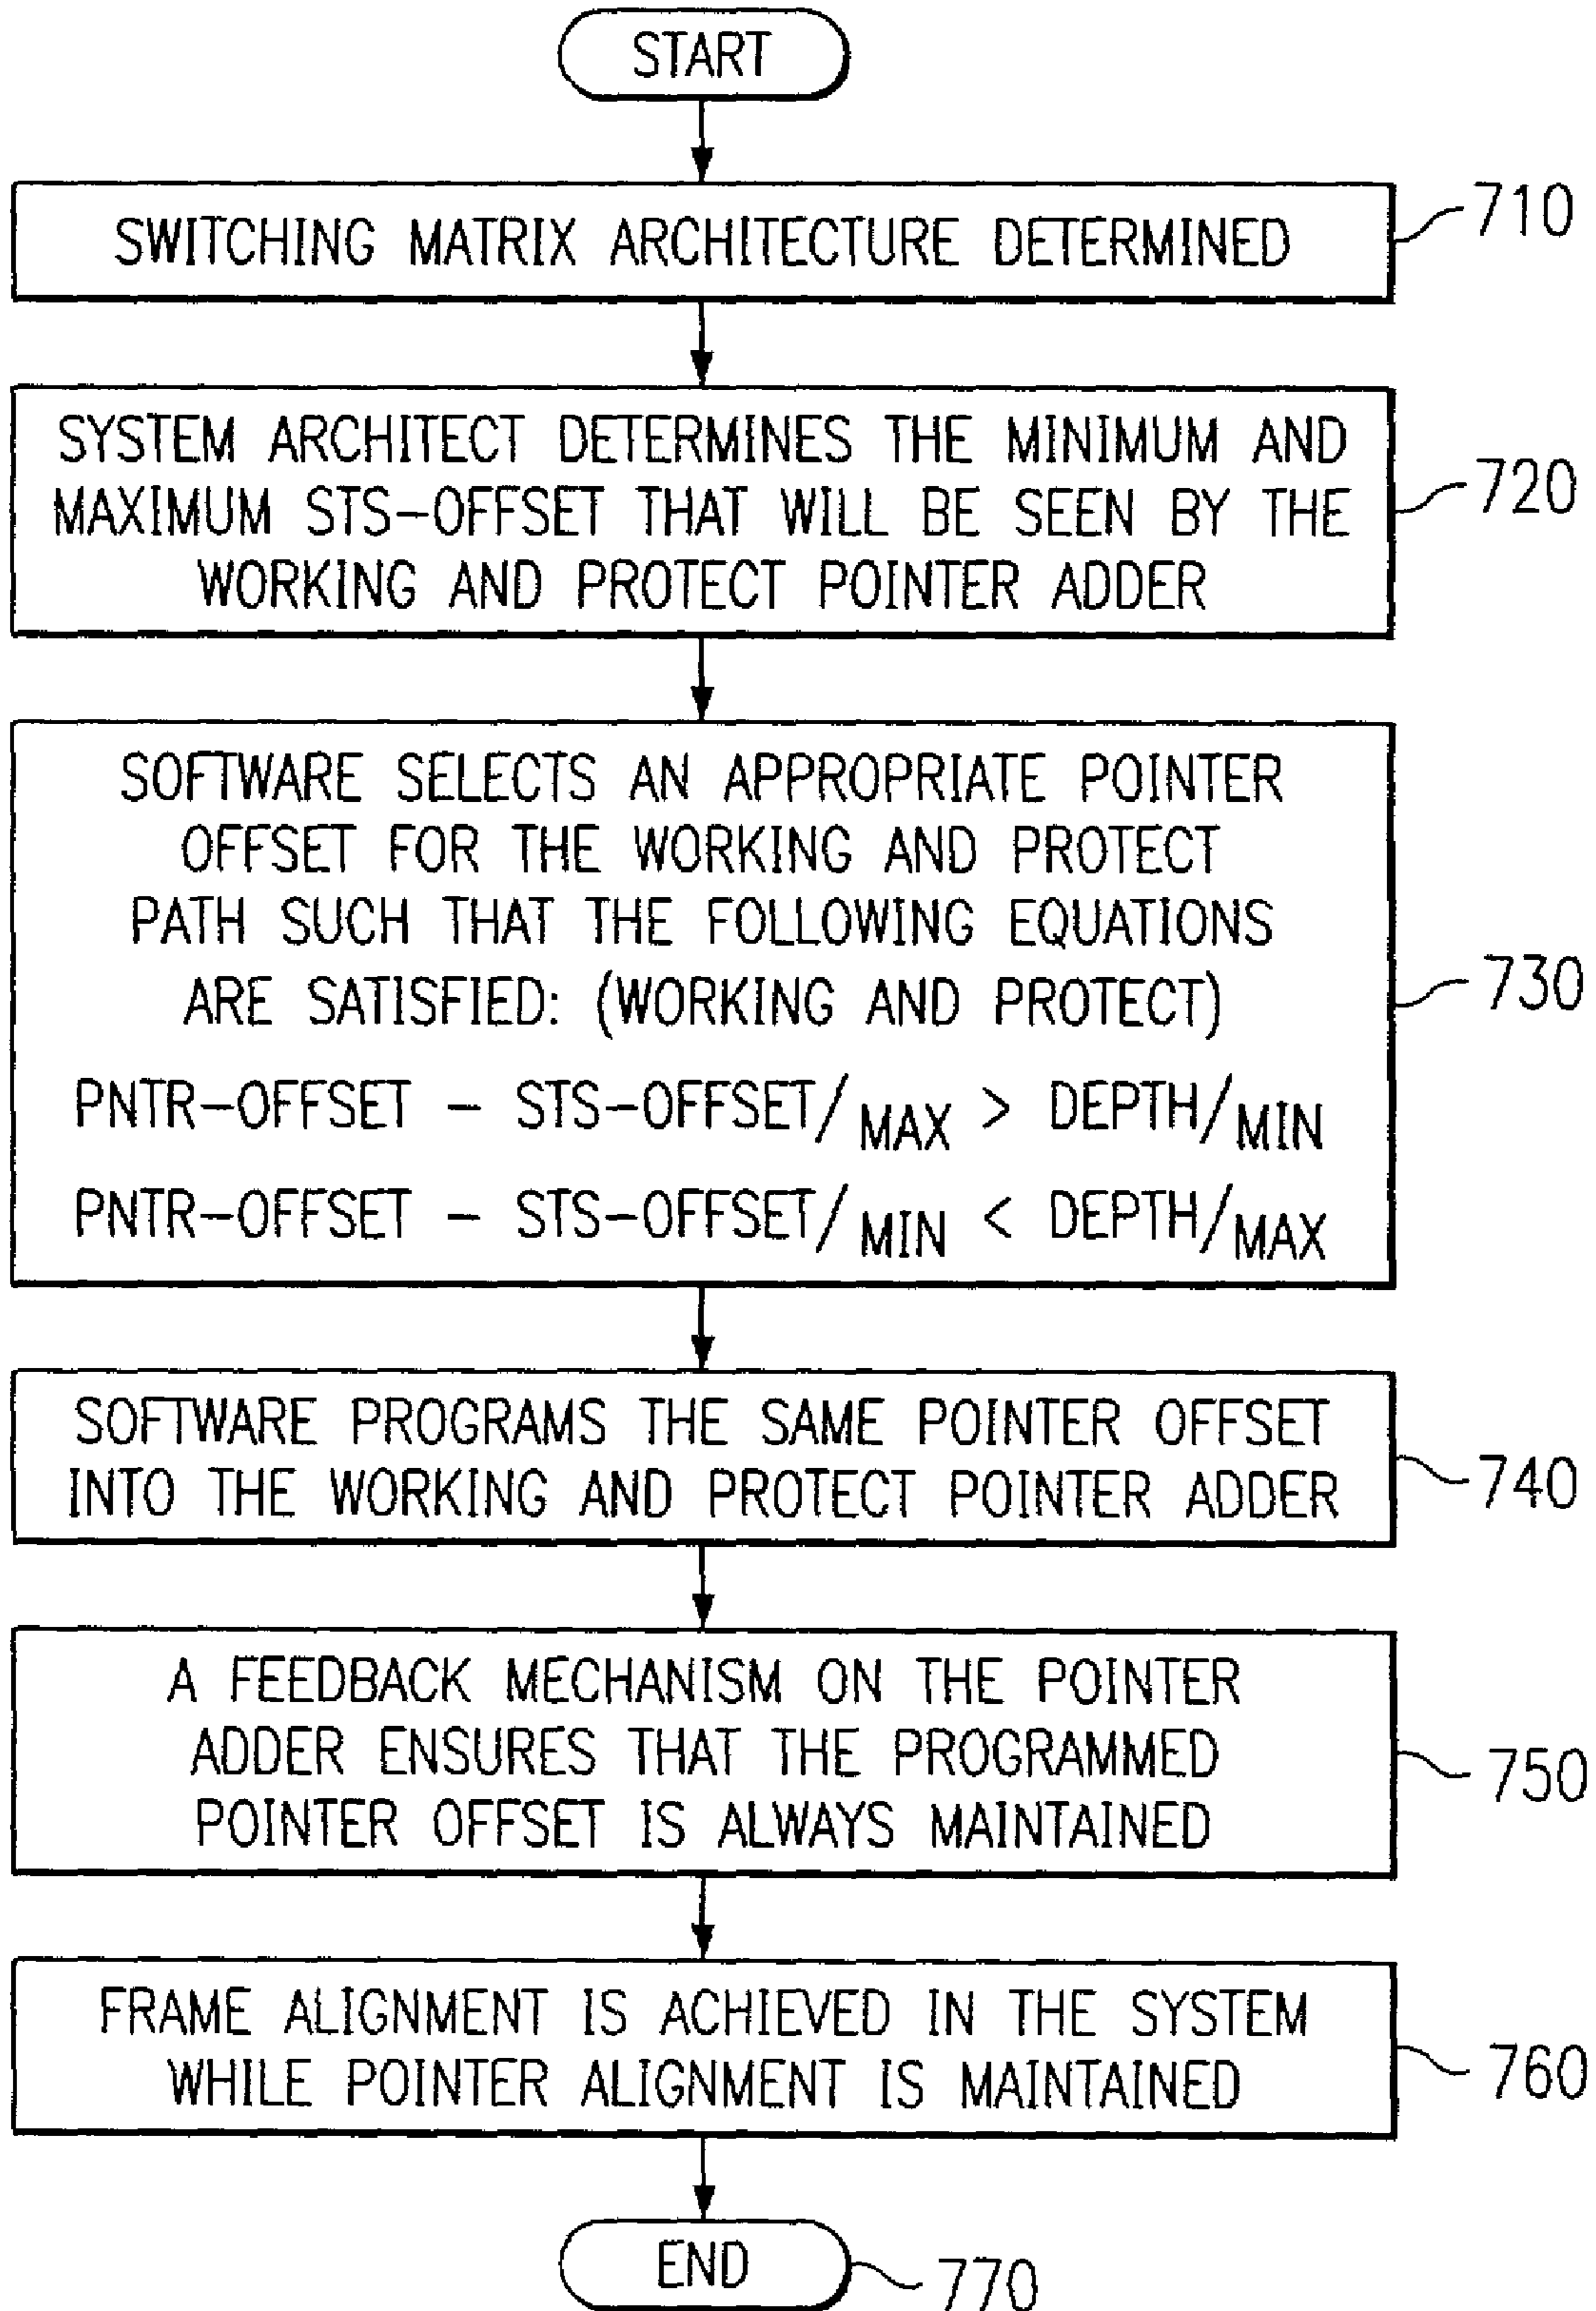 START
SWITCHING MATRIX ARCHITECTURE DETERMINED
710
SYSTEM ARCHITECT DETERMINES THE MINIMUM AND
MAXIMUM STS-OFFSET THAT WILL BE SEEN BY THE
WORKING AND PROTECT POINTER ADDER
720
SOFTWARE SELECTS AN APPROPRIATE POINTER
OFFSET FOR THE WORKING AND PROTECT
PATH SUCH THAT THE FOLLOWING EQUATIONS
ARE SATISFIED: (WORKING AND PROTECT)
PNTR-OFFSET - STS-OFFSET/MAX > DEPTH/MIN
PNTR-OFFSET - STS-OFFSET/MIN < DEPTH/MAX
730
SOFTWARE PROGRAMS THE SAME POINTER OFFSET
INTO THE WORKING AND PROTECT POINTER ADDER
740
A FEEDBACK MECHANISM ON THE POINTER
ADDER ENSURES THAT THE PROGRAMMED
POINTER OFFSET IS ALWAYS MAINTAINED
750
FRAME ALIGNMENT IS ACHIEVED IN THE SYSTEM
WHILE POINTER ALIGNMENT IS MAINTAINED
760
END
770